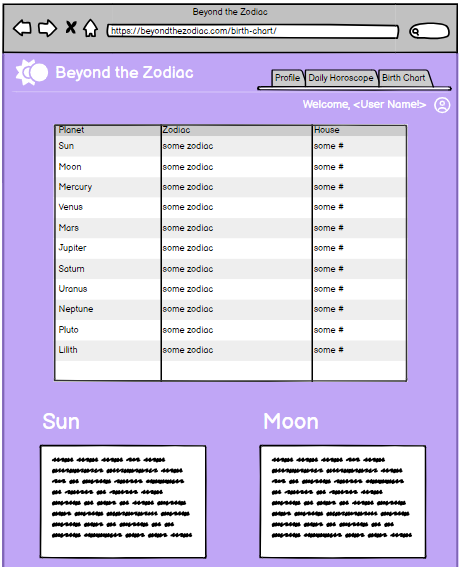 Beyond the Zodiac
https://beyondthezodiac.com/birth-chart/
Beyond the Zodiac
Profile Daily Horoscope Birth Chart
Welcome, <User Name!>
Planet Zodiac House
Sun some zodiac some #
Moon some zodiac some #
Mercury some zodiac some #
Venus some zodiac some #
Mars some zodiac some #
Jupiter some zodiac some #
Saturn some zodiac some #
Uranus some zodiac some #
Neptune some zodiac some #
Pluto some zodiac some #
Lilith some zodiac some #
Sun Moon